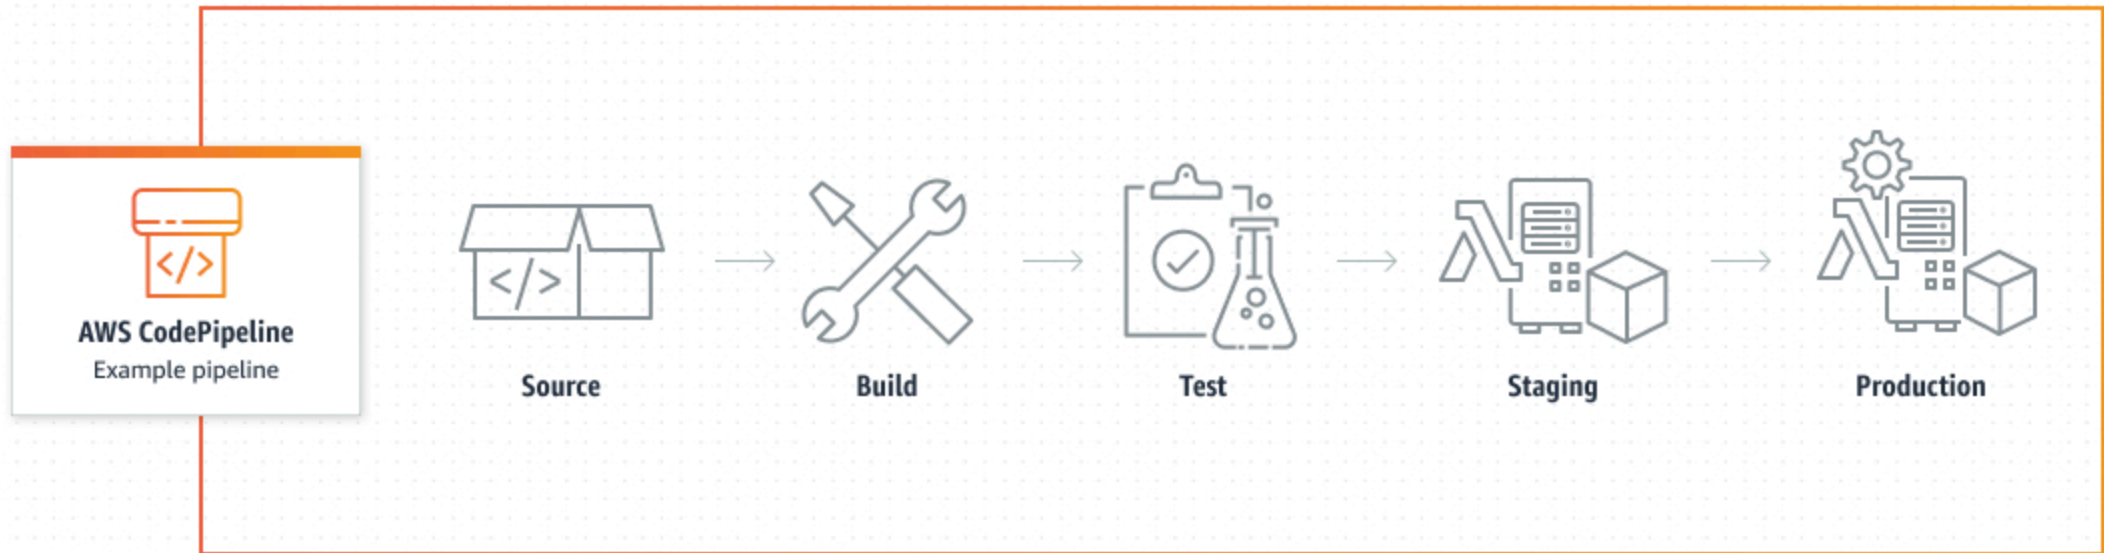 AWS CodePipeline
Example pipeline
</>
</>
Source
Build
Test
Staging
Production